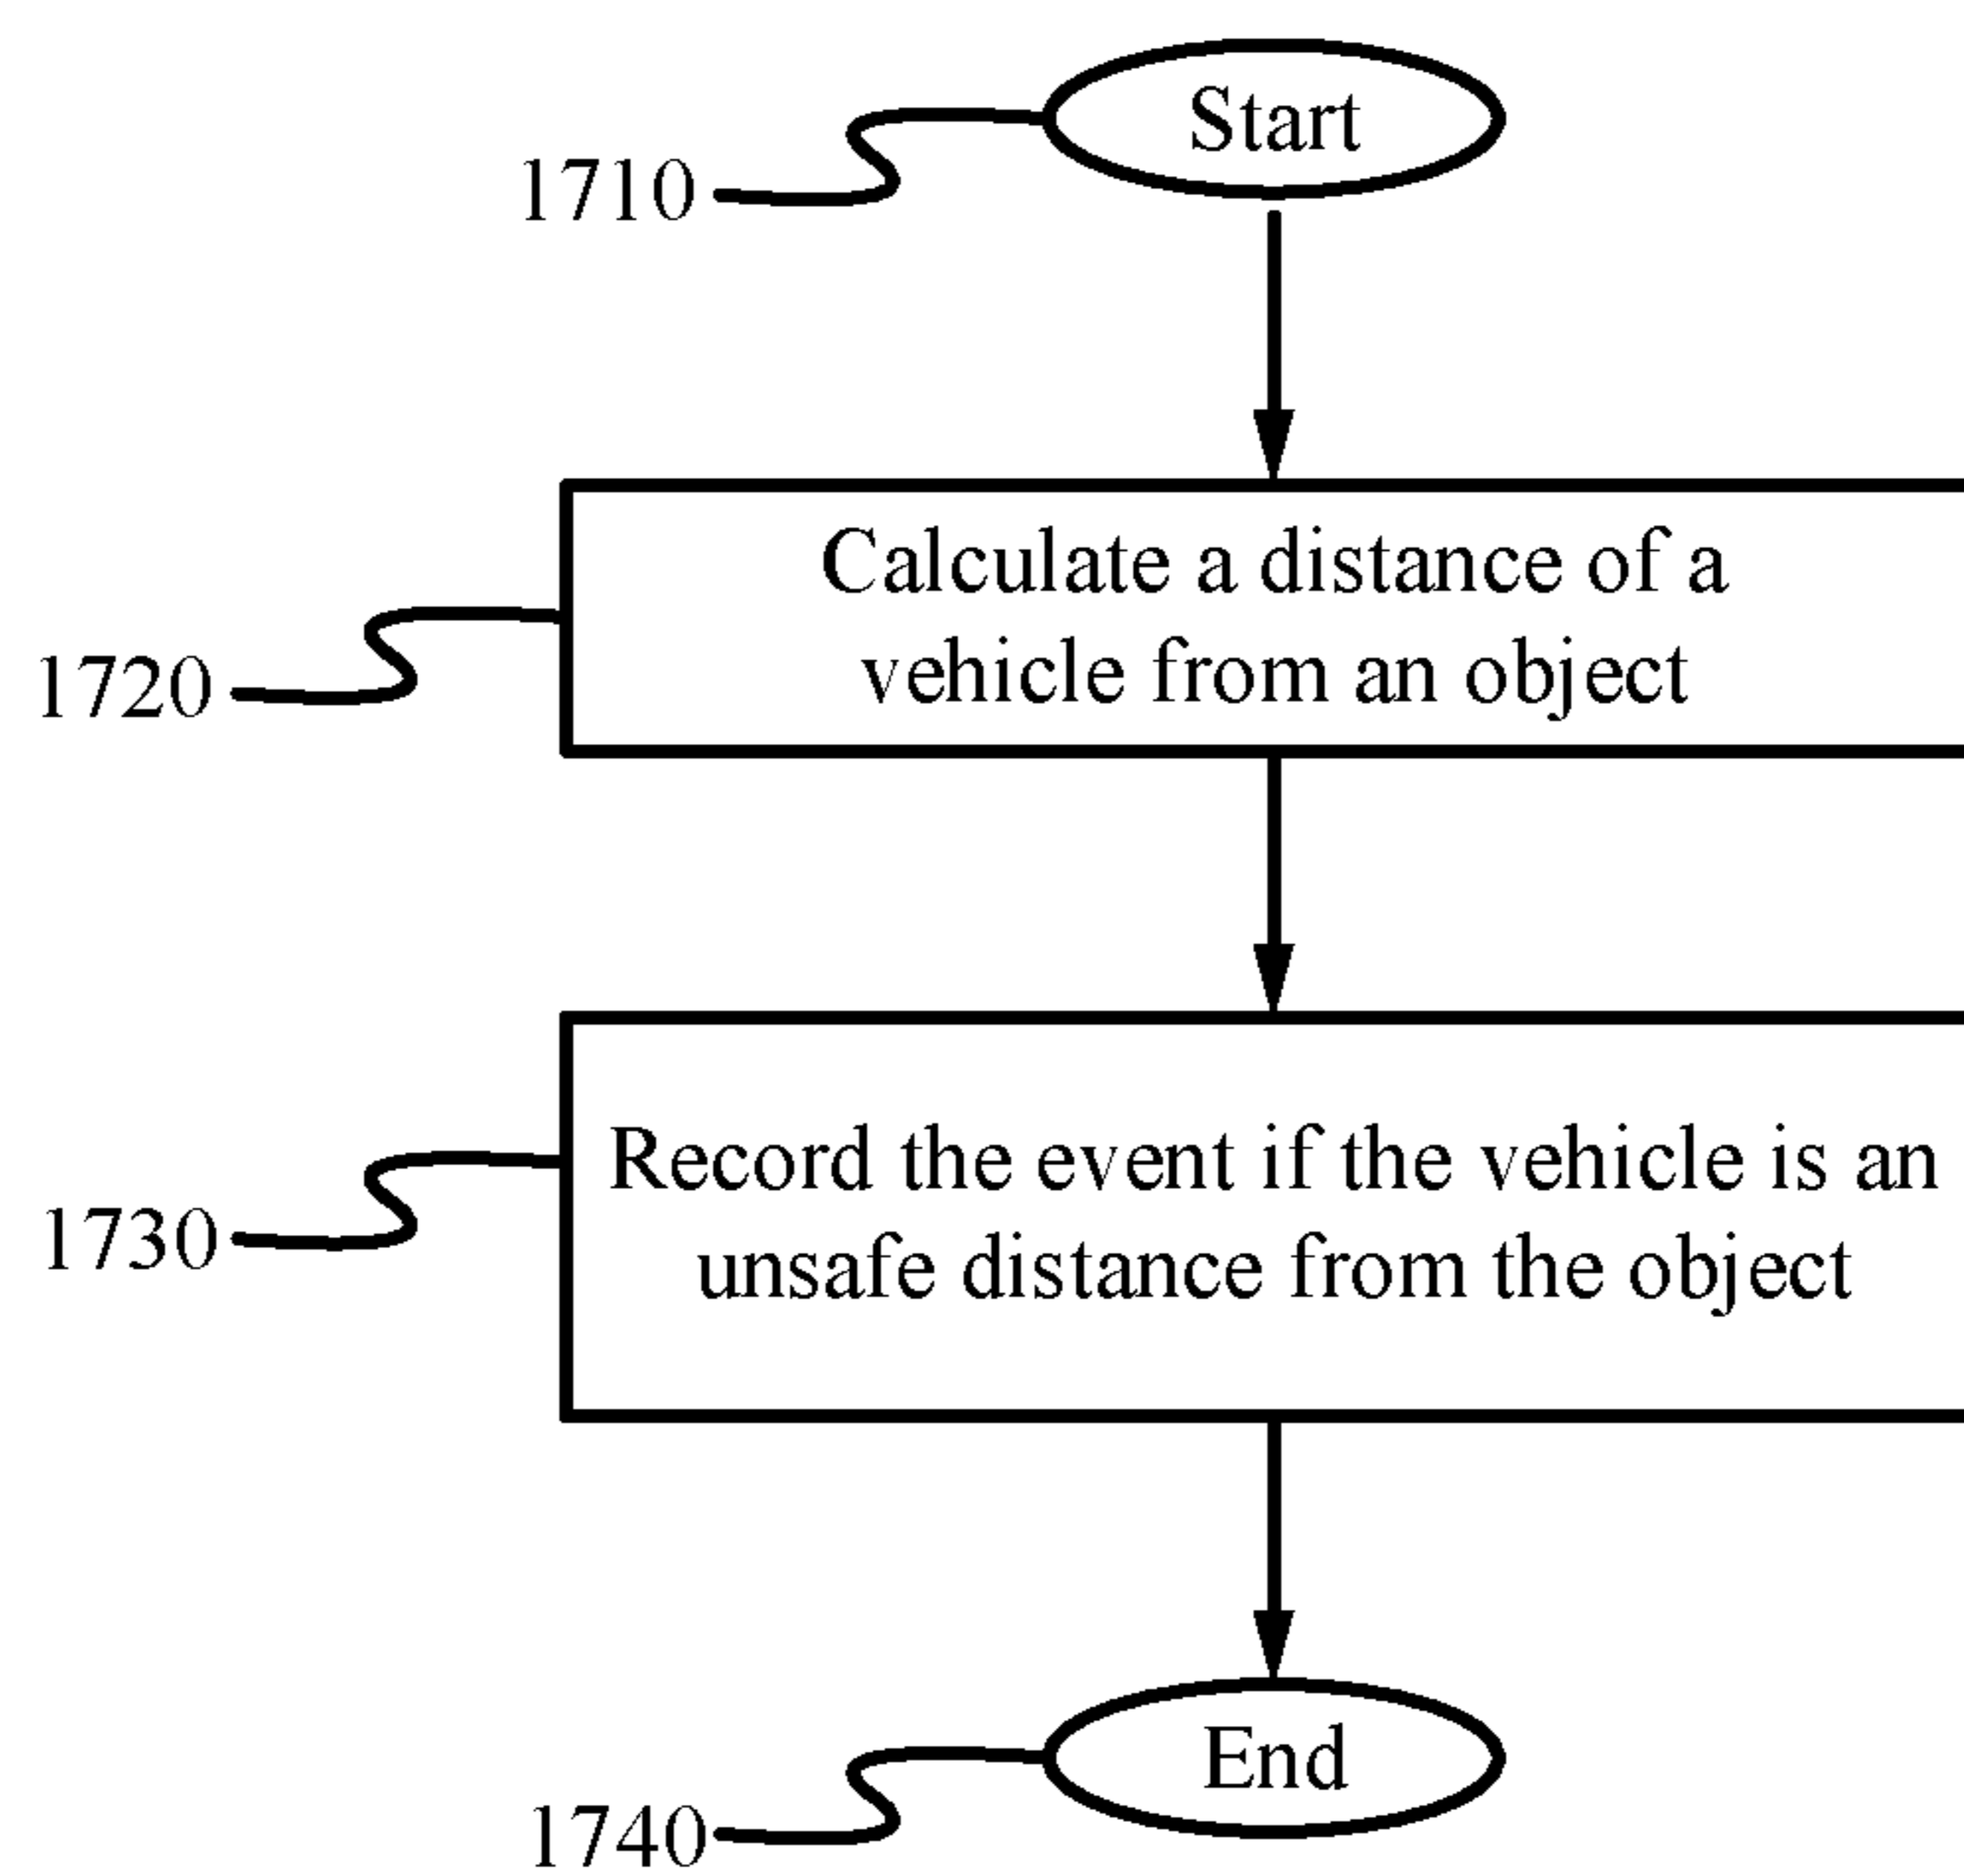 Start
1710
Calculate a distance of a
vehicle from an object
1720
Record the event if the vehicle is an
unsafe distance from the object
1730
End
1740